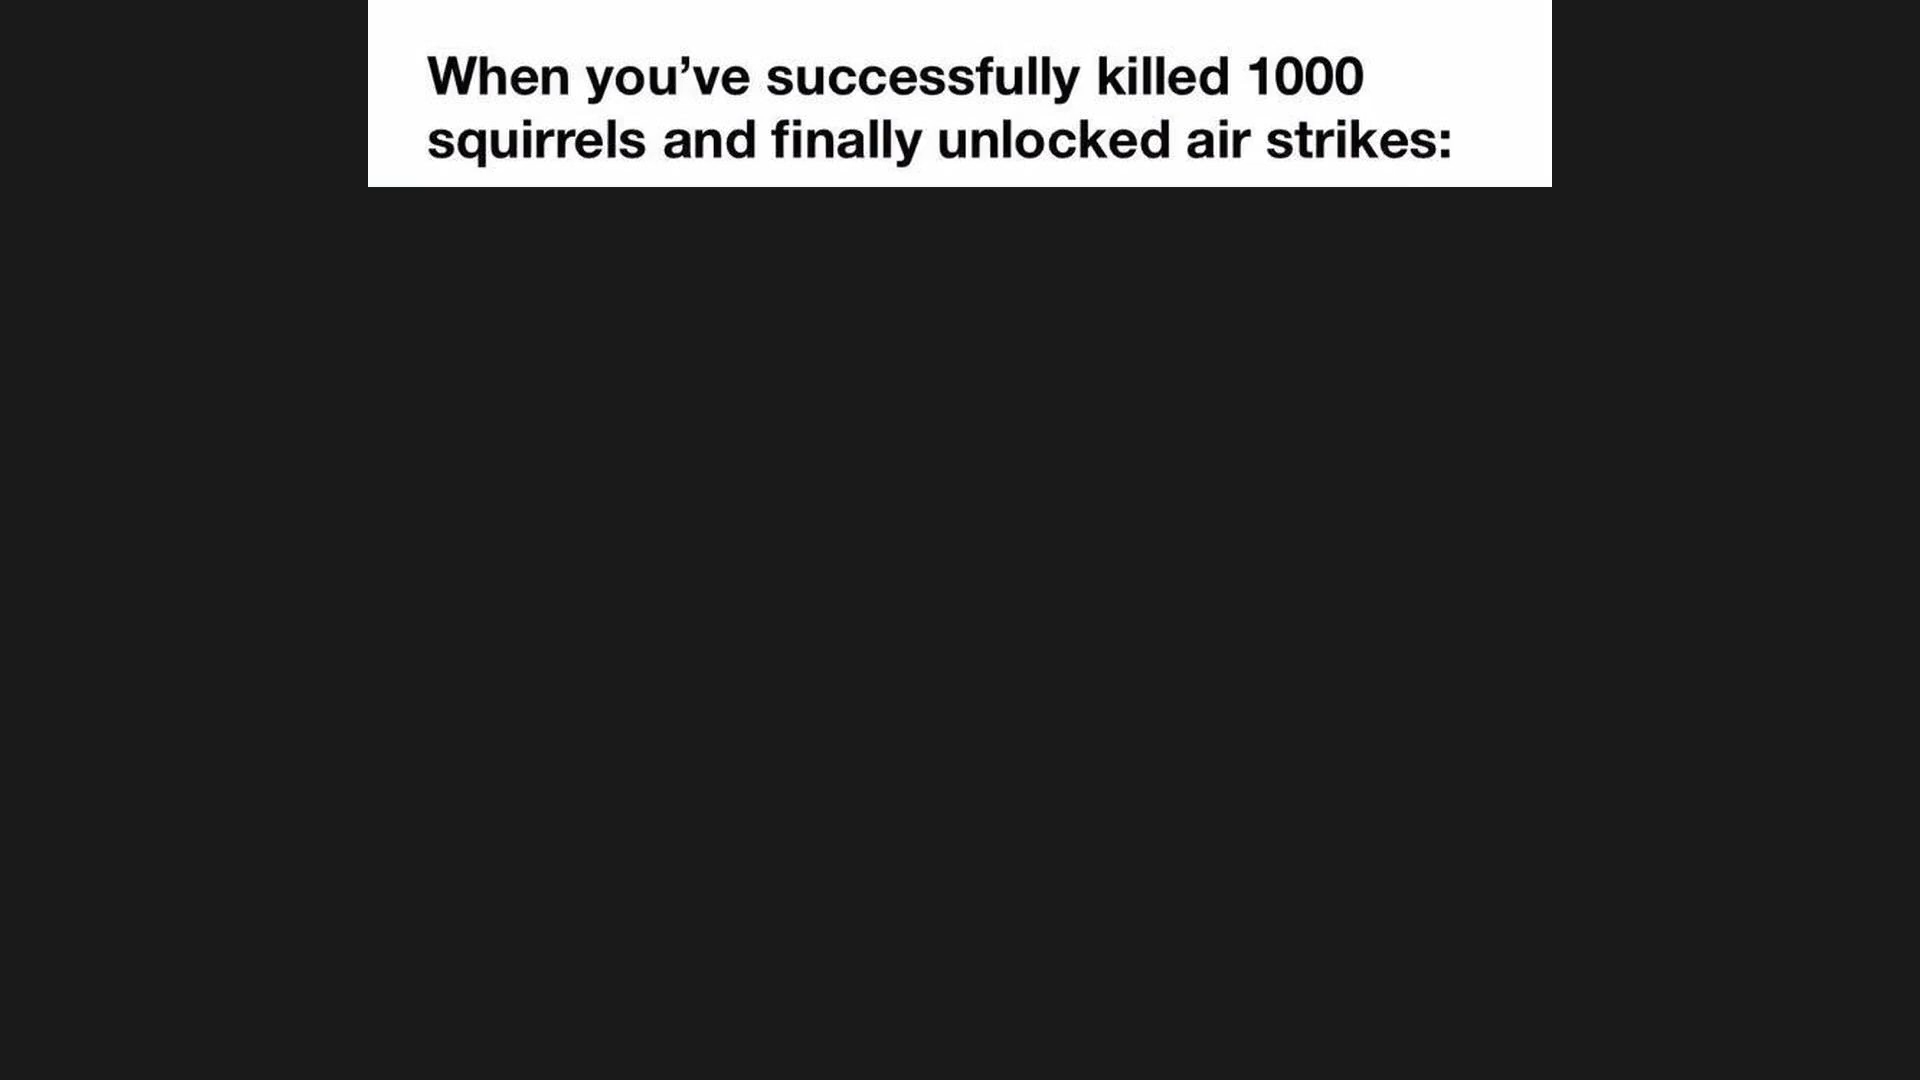 When you’ve successfully killed 1000
squirrels and finally unlocked air strikes: